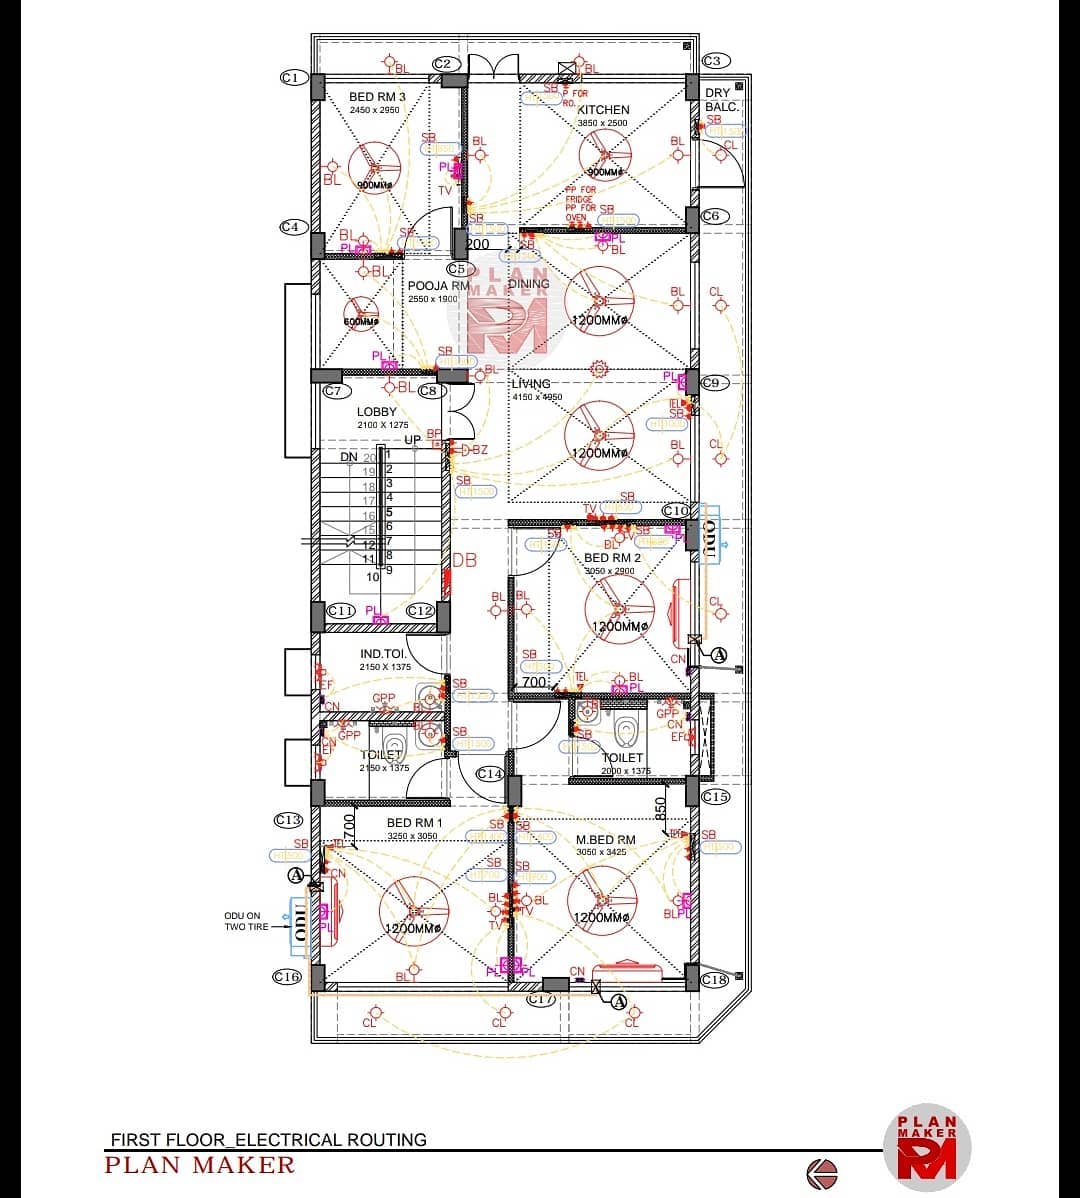 C1
BL
C2
BL
C3
BED RM 3
2450 x 2950
SB
P FOR
RO.
KITCHEN
3850 x 2500
DRY
BALC.
SB
CL
BL
SB
BL
BL
PL
TV
900MMø
900MMø
PP FOR
FRIDGE
PP FOR
OVEN
SB
C4
BL
PL
SB
SB
C6
200
SB
PL
BL
BL
C5
POOJA RM
2550 x 1900
PLAN
MAKER
DINING
BL
CL
600MMø
1200MMø
PL
SB
BL
PL
C9
C7
BL
C8
LIVING
4150 x 4950
TEL
SB
LOBBY
2100 x 1275
UP
BP
BZ
1200MMø
BL
CL
DN
20
1
19
2
18
3
17
4
16
5
15
6
7
12
8
11
9
10
SB
HT|1500
SB
TV
C10
SB
BL
TV
SB
ODU
DB
BED RM 2
3050 x 2900
C11
PL
C12
BL
BL
1200MMø
CL
A
IND.TOI.
2150 x 1375
SB
CN
EF
CN
GPP
SB
700
TEL
BL
PL
GPP
CN
GPP
EF
CN
SB
SB
EF
TOILET
2150 x 1375
TOILET
2000 x 1375
C14
C15
C13
700
BED RM 1
3250 x 3050
SB
SB
850
SB
TEL
M.BED RM
3050 x 3425
SB
CN
SB
SB
A
BL
TV
BL
TV
ODU ON
TWO TIRE
ODU
PL
1200MMø
1200MMø
BL
PL
C16
BL
PL
PL
CN
C17
A
C18
CL
CL
CL
FIRST FLOOR_ELECTRICAL ROUTING
PLAN MAKER
PLAN
MAKER